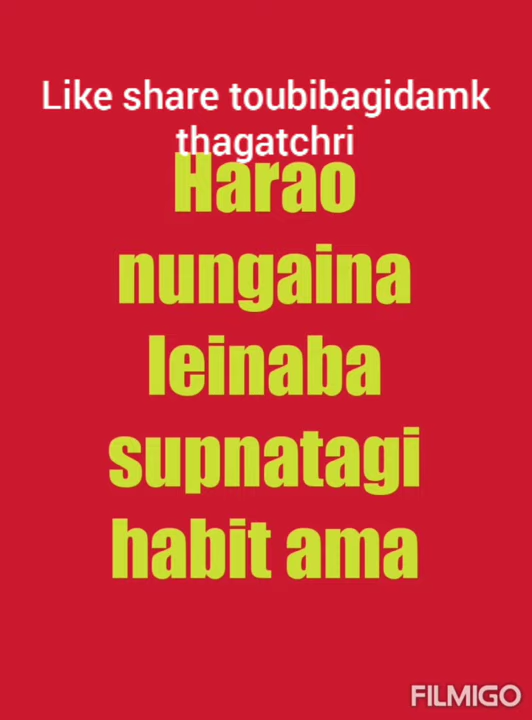 Like share toubibagidamk
thagatchri
Harao
nungaina
leinaba
supnatagi
habit ama
FILMIGO